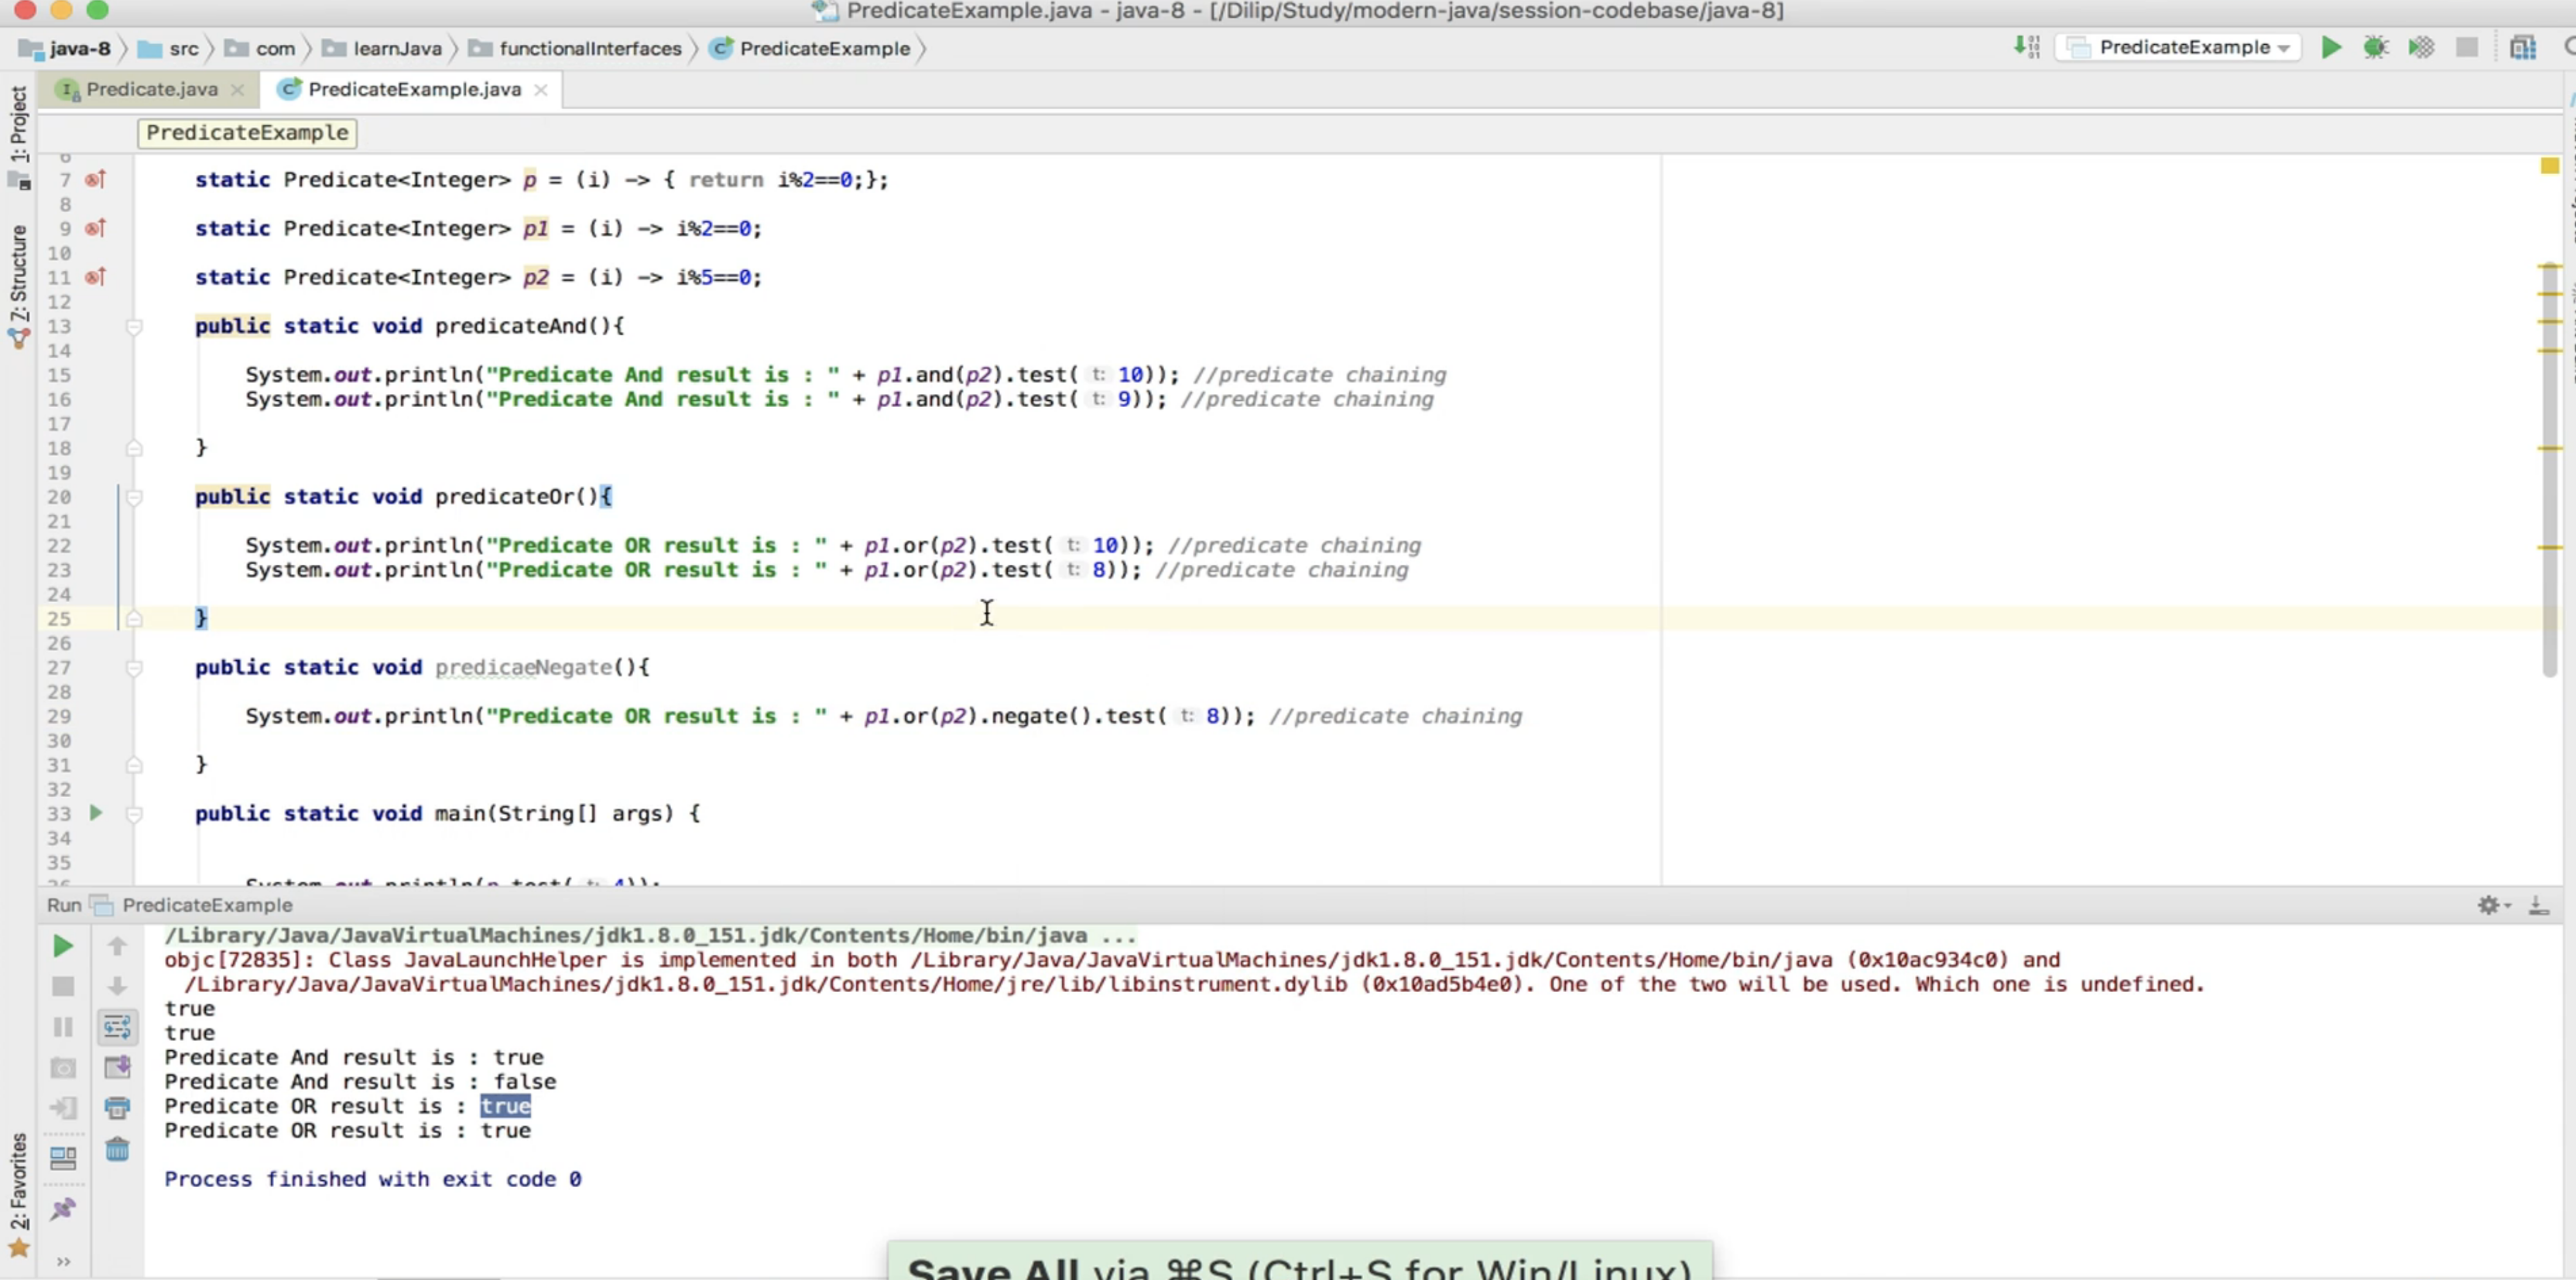 PredicateExample.java - java-8 - [/Dilip/Study/modern-java/session-codebase/java-8]
java-8 src com learnJava functionalInterfaces PredicateExample PredicateExample
Predicate.java PredicateExample.java
PredicateExample
1: Project
7: Structure
2: Favorites
6
7 static Predicate<Integer> p = (i) -> { return i%2==0;};
8
9 static Predicate<Integer> p1 = (i) -> i%2==0;
10
11 static Predicate<Integer> p2 = (i) -> i%5==0;
12
13 public static void predicateAnd(){
14
15 System.out.println("Predicate And result is : " + p1.and(p2).test( t: 10)); //predicate chaining
16 System.out.println("Predicate And result is : " + p1.and(p2).test( t: 9)); //predicate chaining
17
18 }
19
20 public static void predicateOr(){
21
22 System.out.println("Predicate OR result is : " + p1.or(p2).test( t: 10)); //predicate chaining
23 System.out.println("Predicate OR result is : " + p1.or(p2).test( t: 8)); //predicate chaining
24
25 }
26
27 public static void predicaeNegate(){
28
29 System.out.println("Predicate OR result is : " + p1.or(p2).negate().test( t: 8)); //predicate chaining
30
31 }
32
33 public static void main(String[] args) {
34
35
36 System.out.println(p.test( t: 4));
Run PredicateExample
/Library/Java/JavaVirtualMachines/jdk1.8.0_151.jdk/Contents/Home/bin/java ...
objc[72835]: Class JavaLaunchHelper is implemented in both /Library/Java/JavaVirtualMachines/jdk1.8.0_151.jdk/Contents/Home/bin/java (0x10ac934c0) and
/Library/Java/JavaVirtualMachines/jdk1.8.0_151.jdk/Contents/Home/jre/lib/libinstrument.dylib (0x10ad5b4e0). One of the two will be used. Which one is undefined.
true
true
Predicate And result is : true
Predicate And result is : false
Predicate OR result is : true
Predicate OR result is : true
Process finished with exit code 0
Save All via ⌘S (Ctrl+S for Win/Linux)